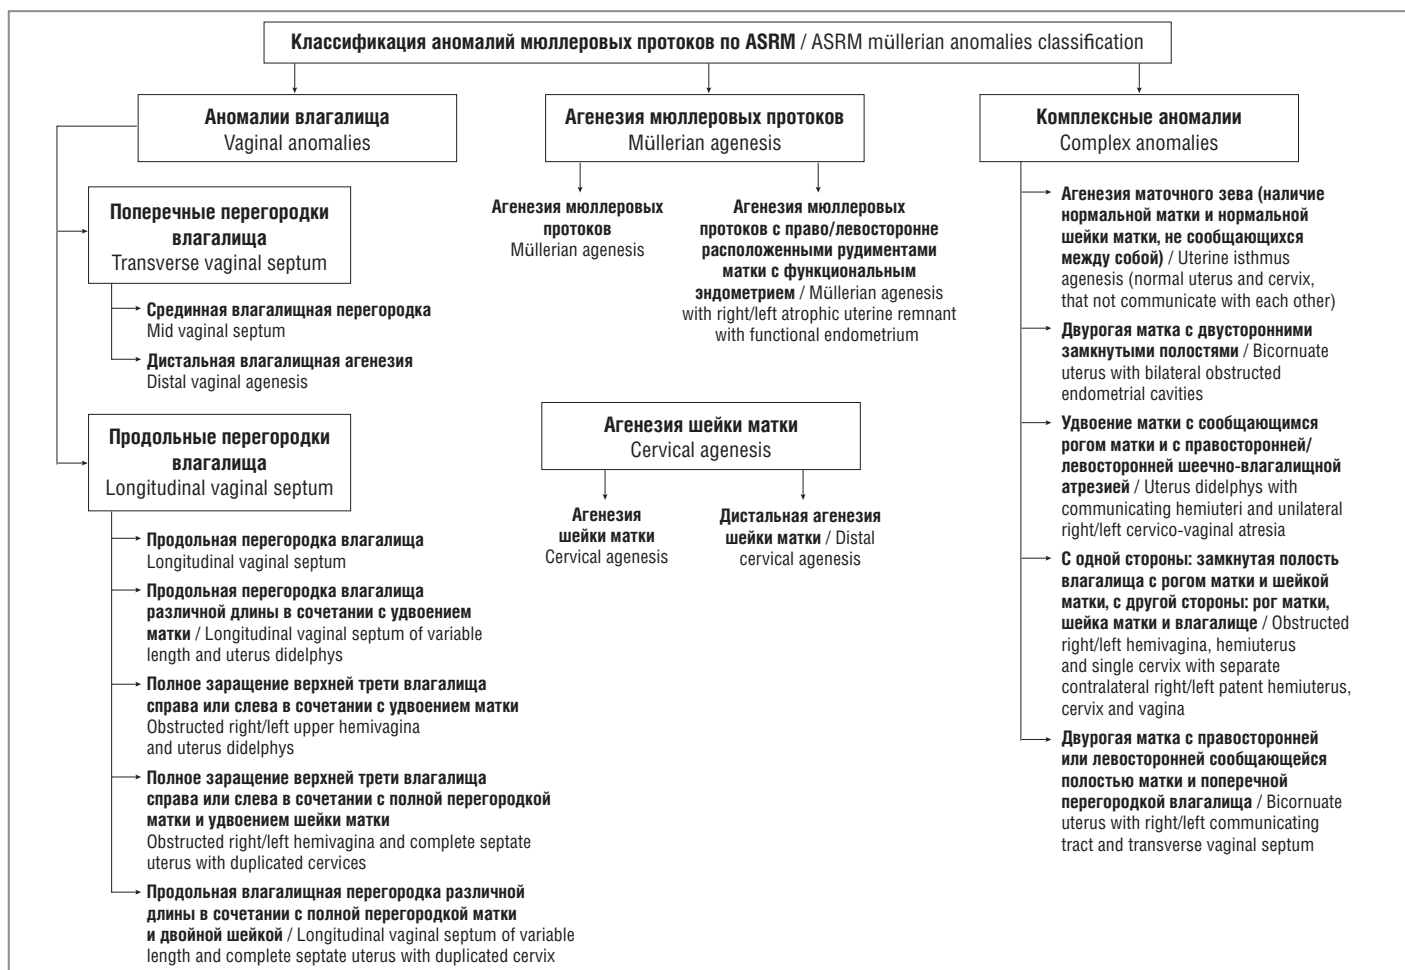 Классификация аномалий мюллеровых протоков по ASRM / ASRM müllerian anomalies classification
Аномалии влагалища
Vaginal anomalies
Поперечные перегородки
влагалища
Transverse vaginal septum
Срединная влагалищная перегородка
Mid vaginal septum
Дистальная влагалищная агенезия
Distal vaginal agenesis
Продольные перегородки
влагалища
Longitudinal vaginal septum
Продольная перегородка влагалища
Longitudinal vaginal septum
Продольная перегородка влагалища
различной длины в сочетании с удвоением
матки / Longitudinal vaginal septum of variable
length and uterus didelphys
Полное заращение верхней трети влагалища
справа или слева в сочетании с удвоением матки
Obstructed right/left upper hemivagina
and uterus didelphys
Полное заращение верхней трети влагалища
справа или слева в сочетании с полной перегородкой
матки и удвоением шейки матки
Obstructed right/left hemivagina and complete septate
uterus with duplicated cervices
Продольная влагалищная перегородка различной
длины в сочетании с полной перегородкой матки
и двойной шейкой / Longitudinal vaginal septum of variable
length and complete septate uterus with duplicated cervix
Агенезия мюллеровых протоков
Müllerian agenesis
Агенезия мюллеровых
протоков
Müllerian agenesis
Агенезия мюллеровых
протоков с право/левосторонне
расположенными рудиментами
матки с функциональным
эндометрием / Müllerian agenesis
with right/left atrophic uterine remnant
with functional endometrium
Агенезия шейки матки
Cervical agenesis
Агенезия
шейки матки
Cervical agenesis
Дистальная агенезия
шейки матки / Distal
cervical agenesis
Комплексные аномалии
Complex anomalies
Агенезия маточного зева (наличие
нормальной матки и нормальной
шейки матки, не сообщающихся
между собой) / Uterine isthmus
agenesis (normal uterus and cervix,
that not communicate with each other)
Двурогая матка с двусторонними
замкнутыми полостями / Bicornuate
uterus with bilateral obstructed
endometrial cavities
Удвоение матки с сообщающимся
рогом матки и с правосторонней/
левосторонней шеечно-влагалищной
атрезией / Uterus didelphys with
communicating hemiuteri and unilateral
right/left cervico-vaginal atresia
С одной стороны: замкнутая полость
влагалища с рогом матки и шейкой
матки, с другой стороны: рог матки,
шейка матки и влагалище / Obstructed
right/left hemivagina, hemiuterus
and single cervix with separate
contralateral right/left patent hemiuterus,
cervix and vagina
Двурогая матка с правосторонней
или левосторонней сообщающейся
полостью матки и поперечной
перегородкой влагалища / Bicornuate
uterus with right/left communicating
tract and transverse vaginal septum